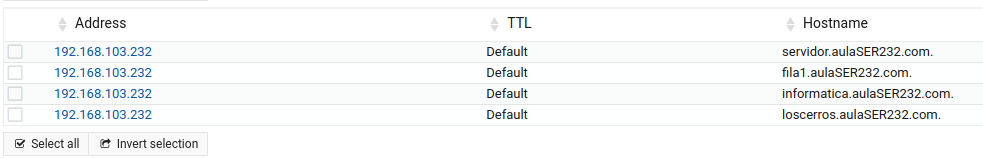 Address TTL Hostname
192.168.103.232 Default servidor.aulaSER232.com.
192.168.103.232 Default fila1.aulaSER232.com.
192.168.103.232 Default informatica.aulaSER232.com.
192.168.103.232 Default loscerros.aulaSER232.com.
Select all Invert selection